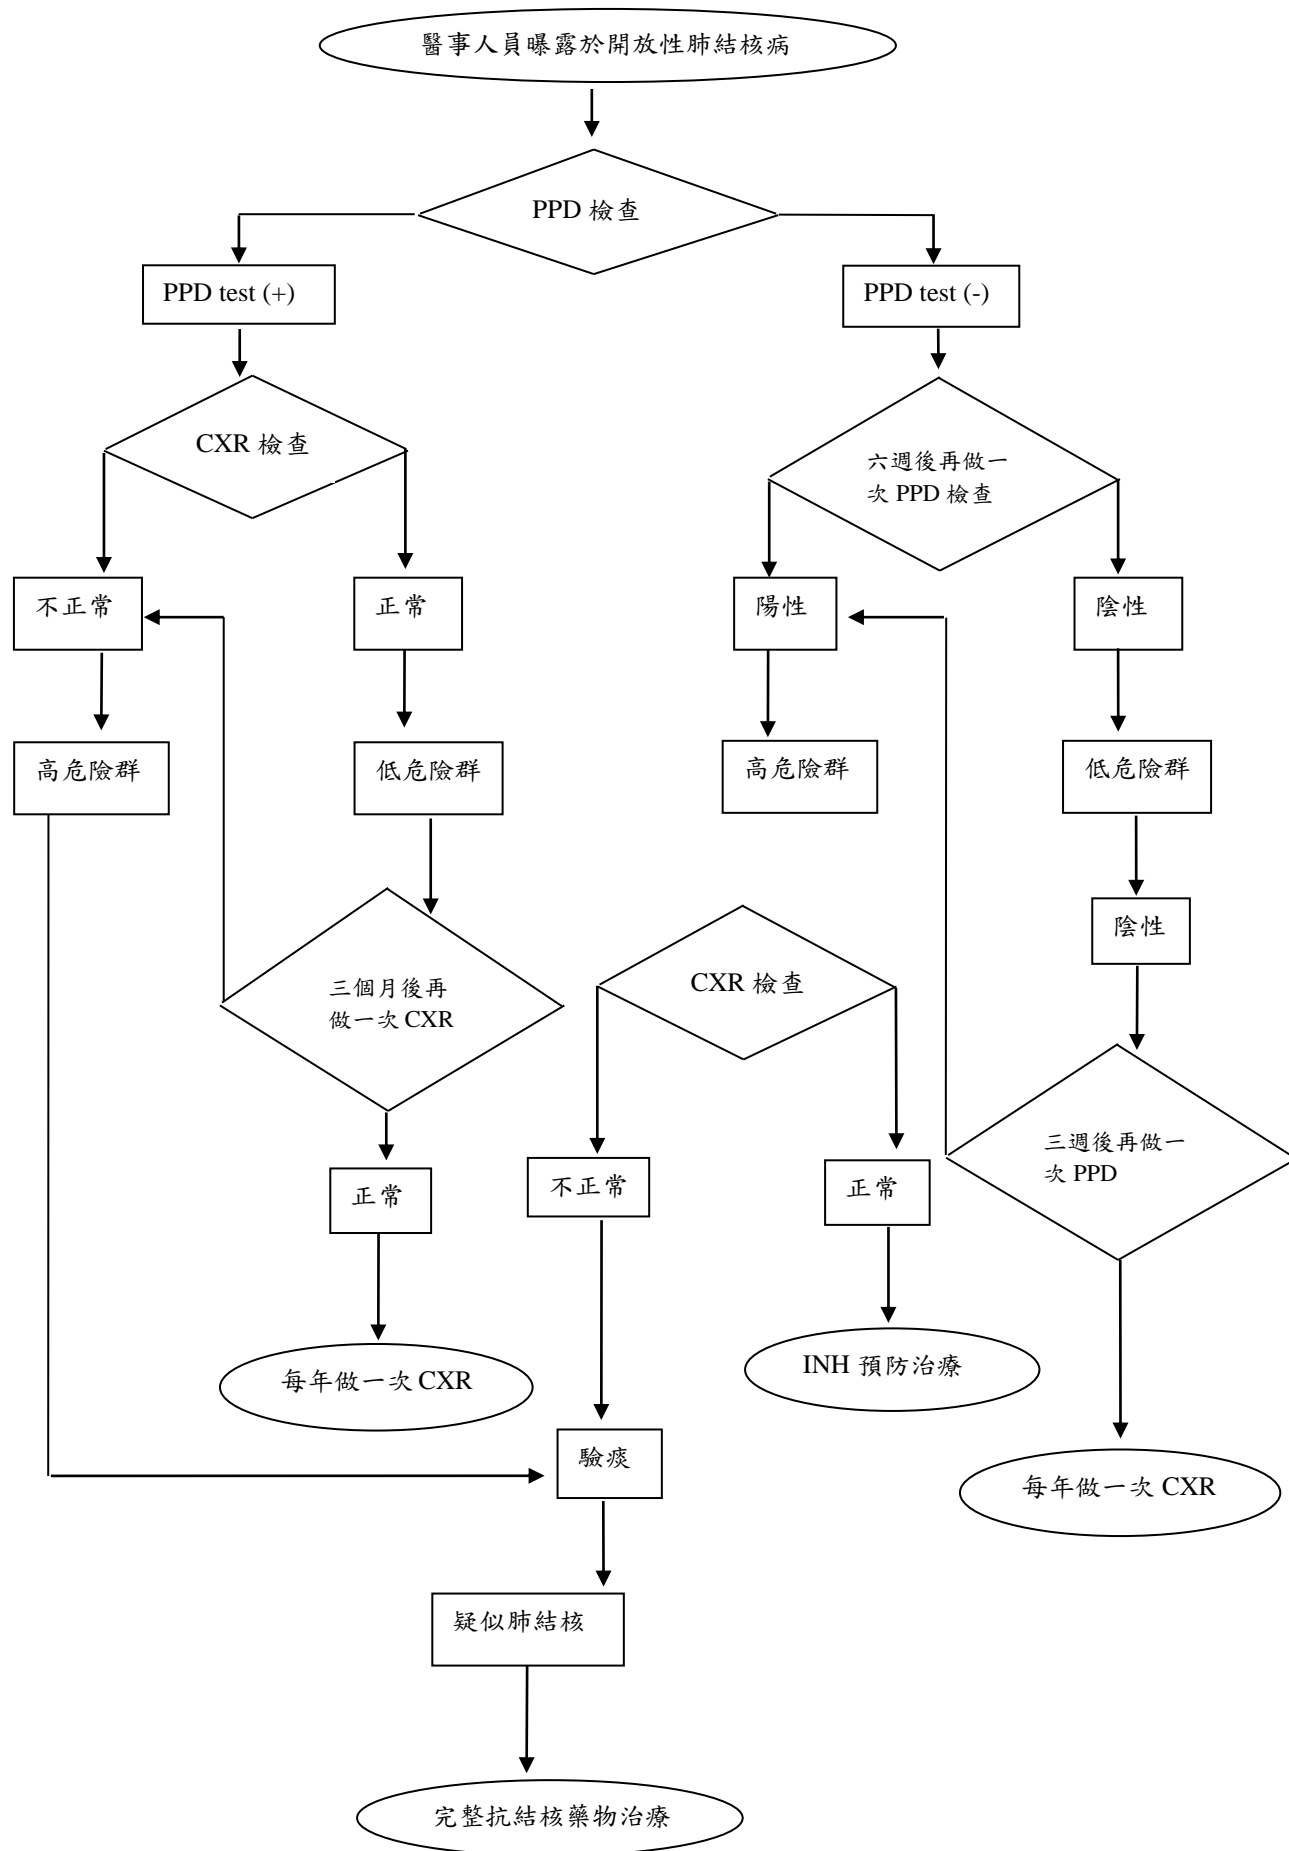 醫事人員曝露於開放性肺結核病
PPD 檢查
PPD test (+)
PPD test (-)
CXR 檢查
六週後再做一
次 PPD 檢查
不正常
正常
陽性
陰性
高危險群
低危險群
高危險群
低危險群
陰性
三個月後再
做一次 CXR
CXR 檢查
三週後再做一
次 PPD
正常
不正常
正常
每年做一次 CXR
INH 預防治療
驗痰
每年做一次 CXR
疑似肺結核
完整抗結核藥物治療